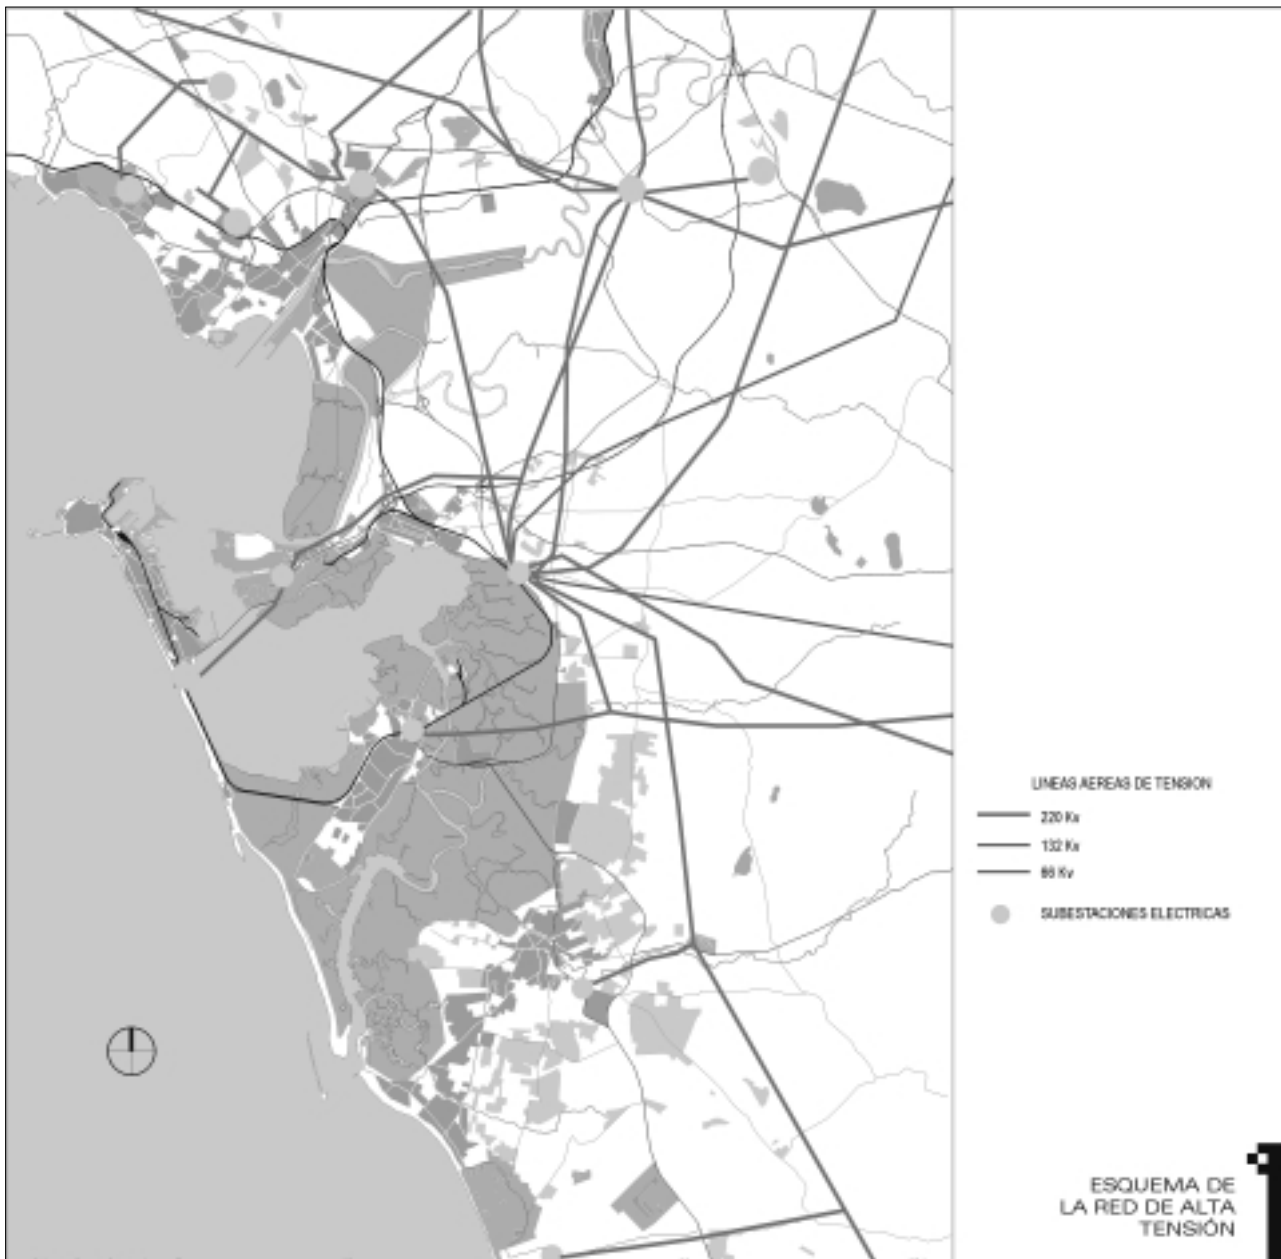 LINEAS AEREAS DE TENSION
220 Kv
132 Kv
66 Kv
SUBESTACIONES ELECTRICAS
ESQUEMA DE
LA RED DE ALTA
TENSIÓN